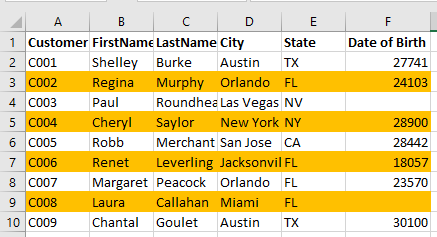 A B C D E F
1 Customer FirstName LastName City State Date of Birth
2 C001 Shelley Burke Austin TX 27741
3 C002 Regina Murphy Orlando FL 24103
4 C003 Paul Roundhea Las Vegas NV
5 C004 Cheryl Saylor New York NY 28900
6 C005 Robb Merchant San Jose CA 28442
7 C006 Renet Leverling Jacksonvil FL 18057
8 C007 Margaret Peacock Orlando FL 23570
9 C008 Laura Callahan Miami FL
10 C009 Chantal Goulet Austin TX 30100